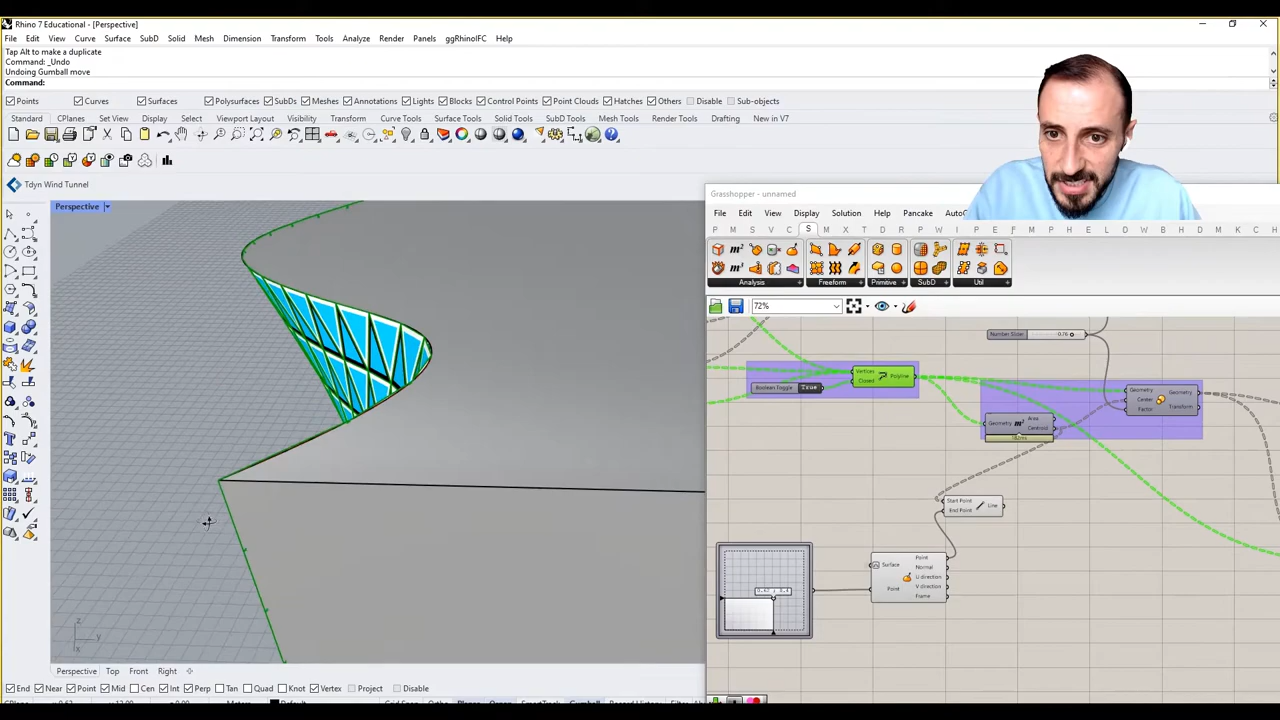 Rhino 7 Educational - [Perspective]
File Edit View Curve Surface SubD Solid Mesh Dimension Transform Tools Analyze Render Panels ggRhinoIFC Help
Tap Alt to make a duplicate
Command: _Undo
Undoing Gumball move
Command:
Points Curves Surfaces Polysurfaces SubDs Meshes Annotations Lights Blocks Control Points Point Clouds Hatches Others Disable Sub-objects
Standard CPlanes Set View Display Select Viewport Layout Visibility Transform Curve Tools Surface Tools Solid Tools SubD Tools Mesh Tools Render Tools Drafting New in V7
Tdyn Wind Tunnel
Perspective
Grasshopper - unnamed
File Edit View Display Solution Help Pancake
Analysis Freeform Primitive SubD Util
72%
Number Slider 0.76
Boolean Toggle True
Vertices
Closed
Polyline
Geometry
Area
Centroid
Geometry
Center
Factor
Geometry
Transform
Start Point
End Point
Line
Surface
Point
Point
Normal
U direction
V direction
Frame
z
y
x
Perspective Top Front Right
End Near Point Mid Cen Int Perp Tan Quad Knot Vertex Project Disable